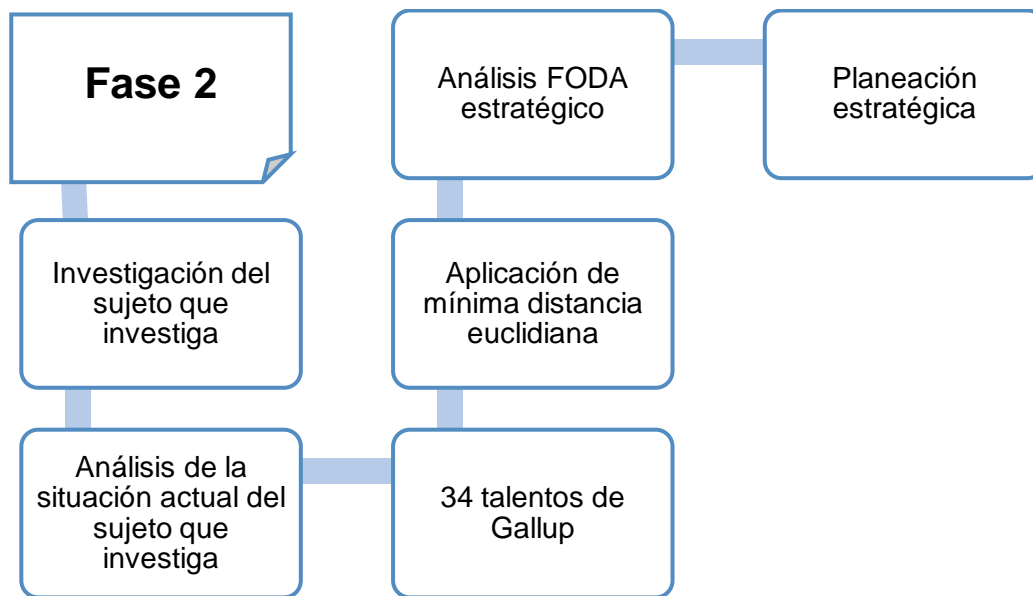 Fase 2
Investigación del
sujeto que
investiga
Análisis de la
situación actual del
sujeto que
investiga
34 talentos de
Gallup
Aplicación de
mínima distancia
euclidiana
Análisis FODA
estratégico
Planeación
estratégica